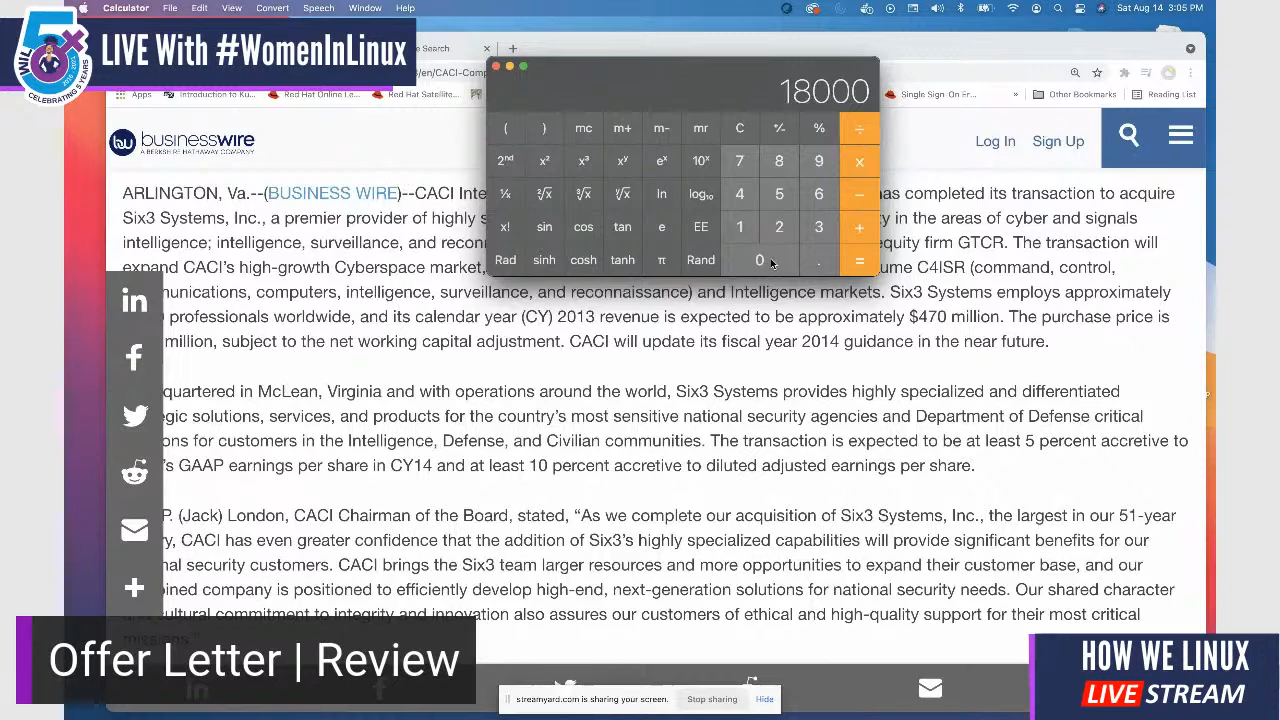 Calculator File Edit View Convert Speech Window Help
Sat Aug 14 3:05 PM
5x
WIL
CELEBRATING 5 YEARS
LIVE With #WomenInLinux
Search
/en/CACI-Comp
Apps Introduction to Ku... Red Hat Online Le... Red Hat Satellite... Single Sign On Er... Other Bookmarks Reading List
18000
( ) mc m+ m- mr C +/- % ÷
2nd x² x³ xʸ eˣ 10ˣ 7 8 9 ×
¹/x ²√x ³√x ʸ√x ln log₁₀ 4 5 6 −
x! sin cos tan e EE 1 2 3 +
Rad sinh cosh tanh π Rand 0 . =
businesswire
A BERKSHIRE HATHAWAY COMPANY
Log In Sign Up
ARLINGTON, Va.--(BUSINESS WIRE)--CACI Inte has completed its transaction to acquire
Six3 Systems, Inc., a premier provider of highly s y in the areas of cyber and signals
intelligence; intelligence, surveillance, and recon equity firm GTCR. The transaction will
expand CACI's high-growth Cyberspace market, ume C4ISR (command, control,
munications, computers, intelligence, surveillance, and reconnaissance) and Intelligence markets. Six3 Systems employs approximately
professionals worldwide, and its calendar year (CY) 2013 revenue is expected to be approximately $470 million. The purchase price is
million, subject to the net working capital adjustment. CACI will update its fiscal year 2014 guidance in the near future.
quartered in McLean, Virginia and with operations around the world, Six3 Systems provides highly specialized and differentiated
egic solutions, services, and products for the country's most sensitive national security agencies and Department of Defense critical
ons for customers in the Intelligence, Defense, and Civilian communities. The transaction is expected to be at least 5 percent accretive to
's GAAP earnings per share in CY14 and at least 10 percent accretive to diluted adjusted earnings per share.
P. (Jack) London, CACI Chairman of the Board, stated, “As we complete our acquisition of Six3 Systems, Inc., the largest in our 51-year
ry, CACI has even greater confidence that the addition of Six3's highly specialized capabilities will provide significant benefits for our
nal security customers. CACI brings the Six3 team larger resources and more opportunities to expand their customer base, and our
ined company is positioned to efficiently develop high-end, next-generation solutions for national security needs. Our shared character
cultural commitment to integrity and innovation also assures our customers of ethical and high-quality support for their most critical
missions.”
Offer Letter | Review
streamyard.com is sharing your screen. Stop sharing Hide
HOW WE LINUX
LIVE STREAM